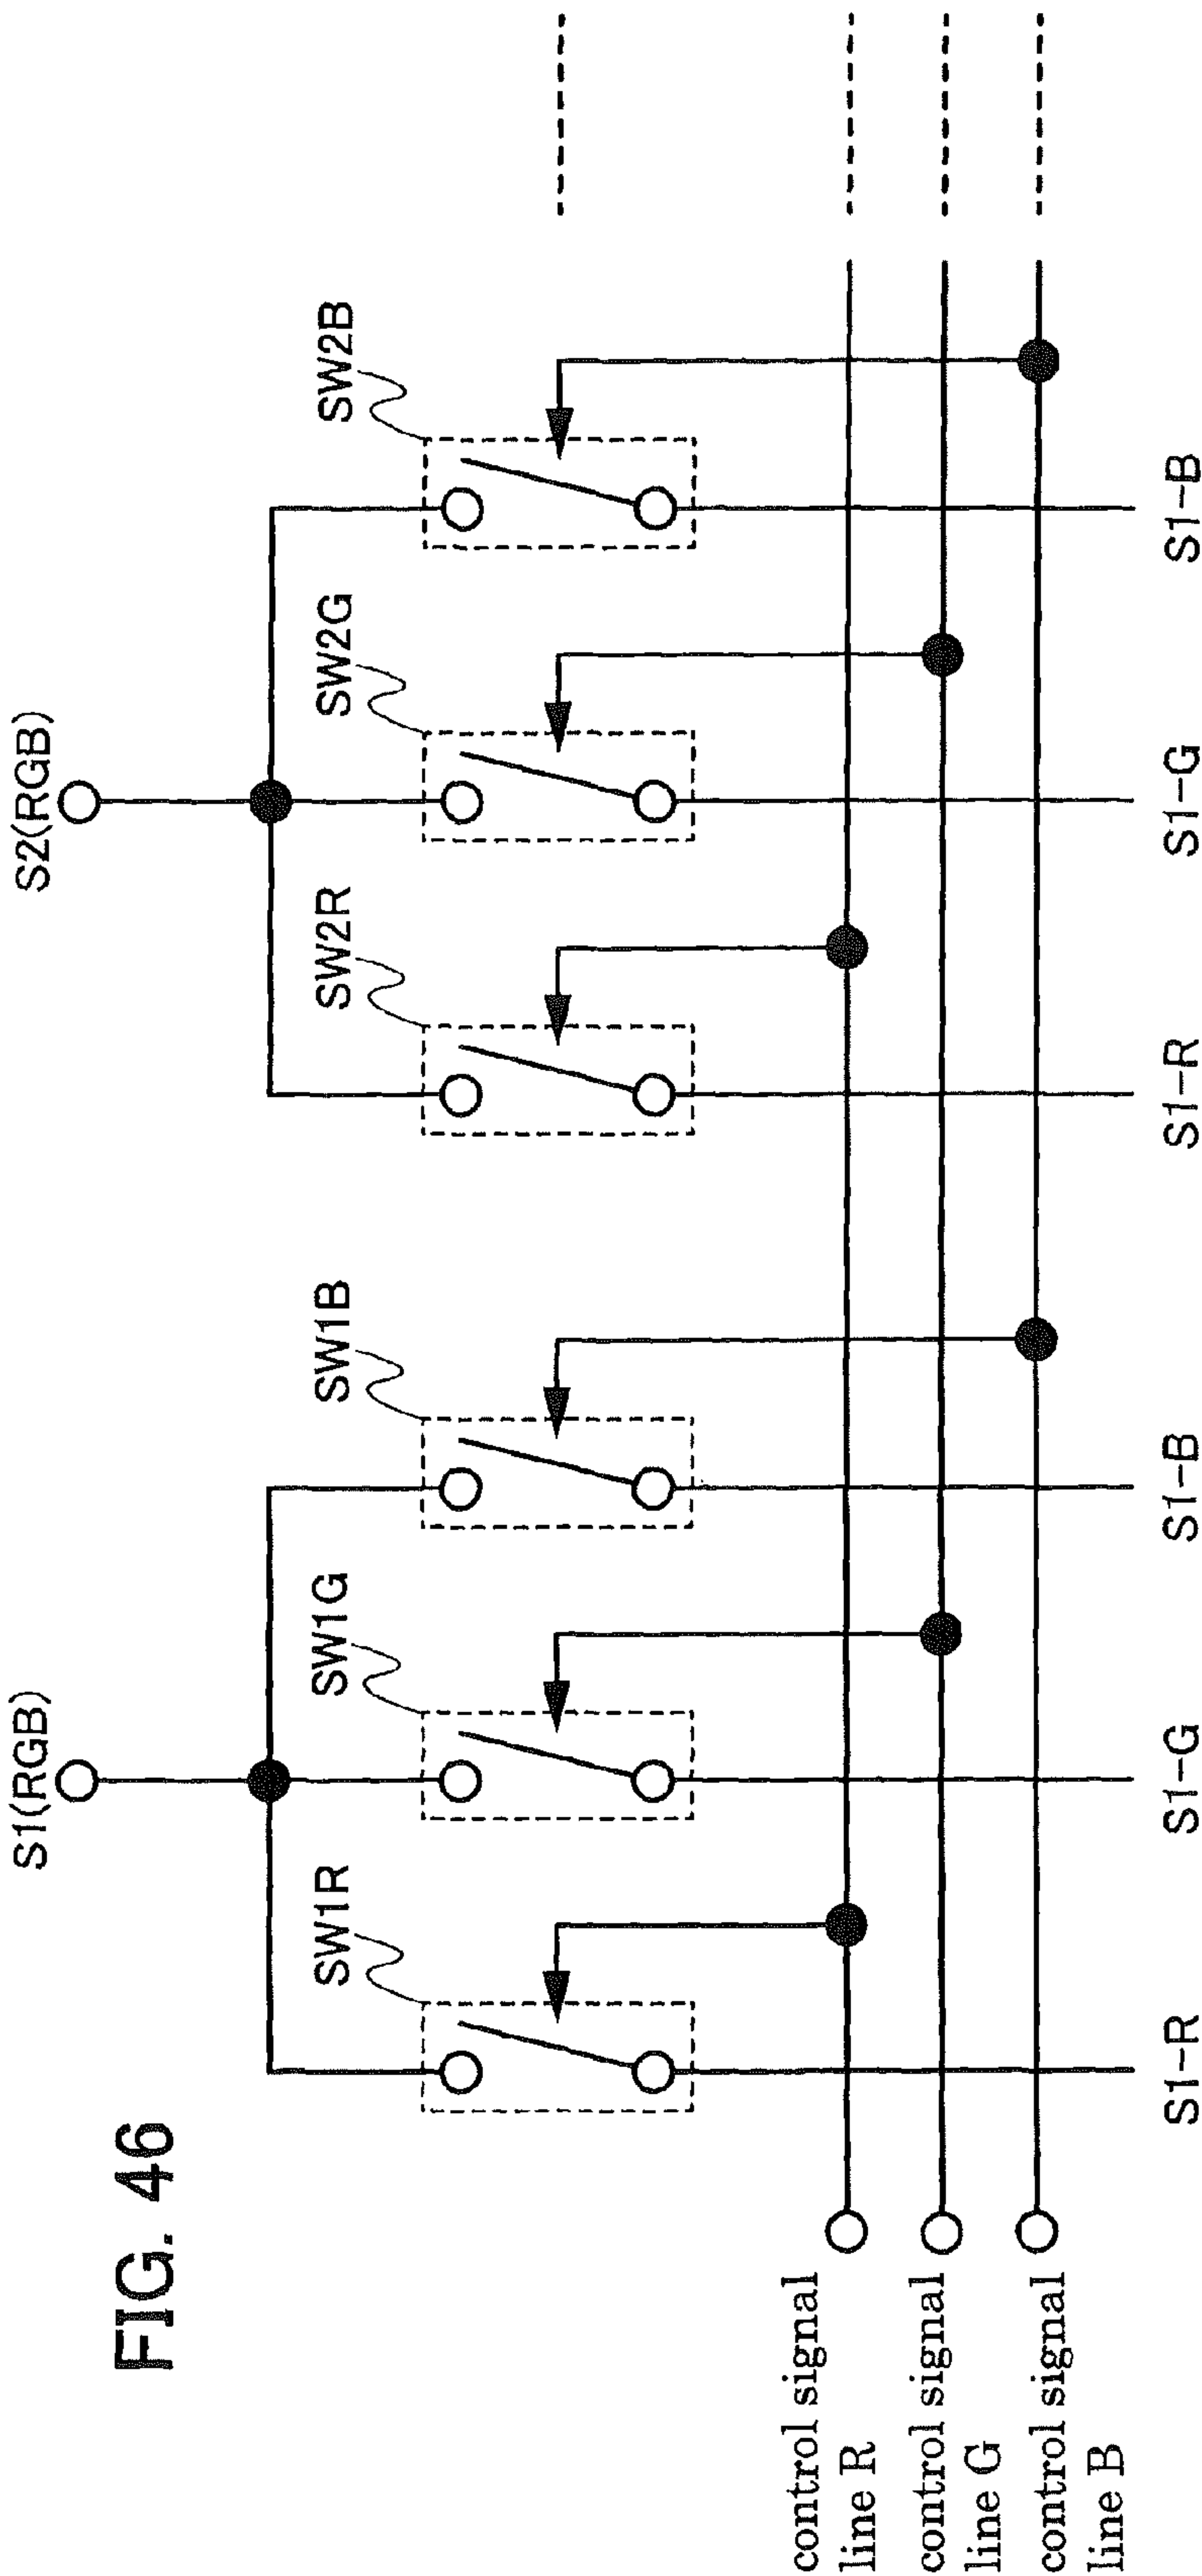 FIG. 46
S1(RGB)
S2(RGB)
SW1R
SW1G
SW1B
SW2R
SW2G
SW2B
control signal
line R
control signal
line G
control signal
line B
S1-R
S1-G
S1-B
S1-R
S1-G
S1-B